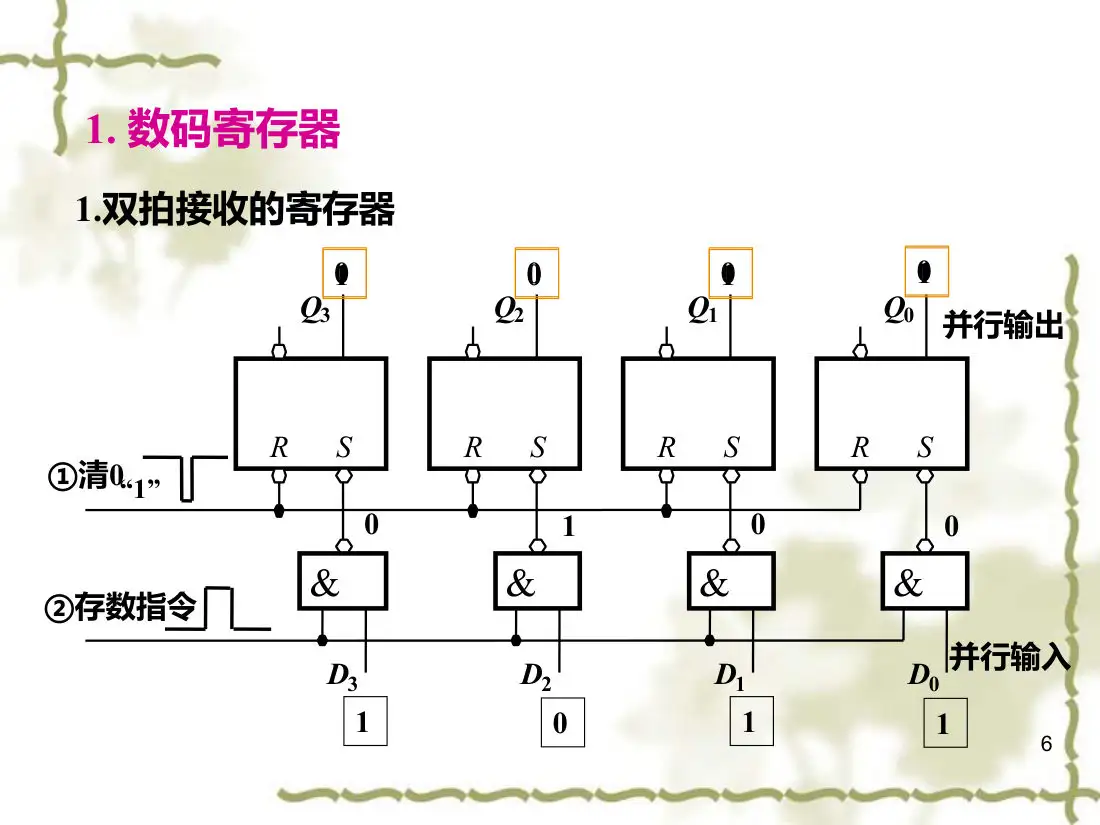 1. 数码寄存器
1.双拍接收的寄存器
0
Q3 Q2 Q1 Q0 并行输出
R S R S R S R S
①清0 “1”
0 1 0 0
& & & &
②存数指令
D3 D2 D1 D0 并行输入
1 0 1 1
6